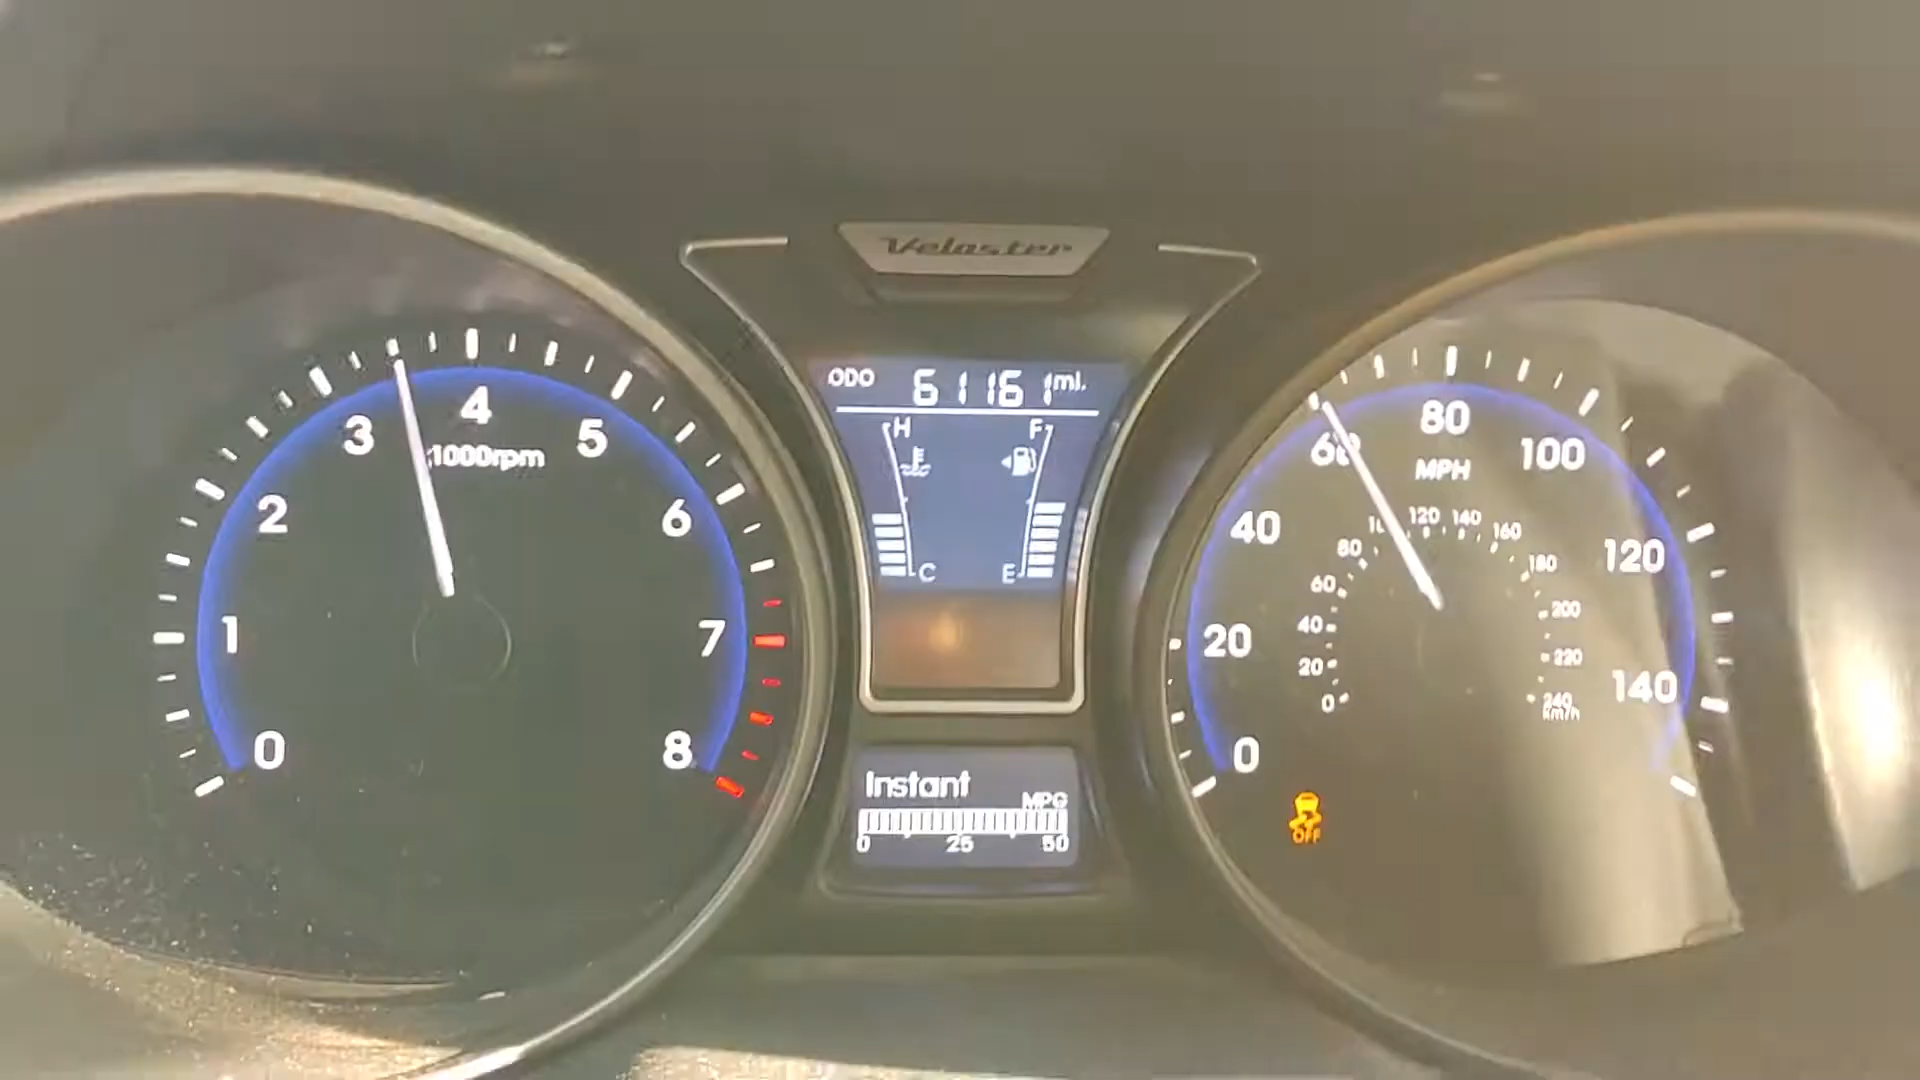 Veloster
ODO 61161 mi.
H F
C E
Instant
MPG
0 25 50
0 1 2 3 4 5 6 7 8
1000rpm
0 20 40 60 80 100 120 140
MPH
0 20 40 60 80 120 140 160 180 200 220 240
km/h
OFF